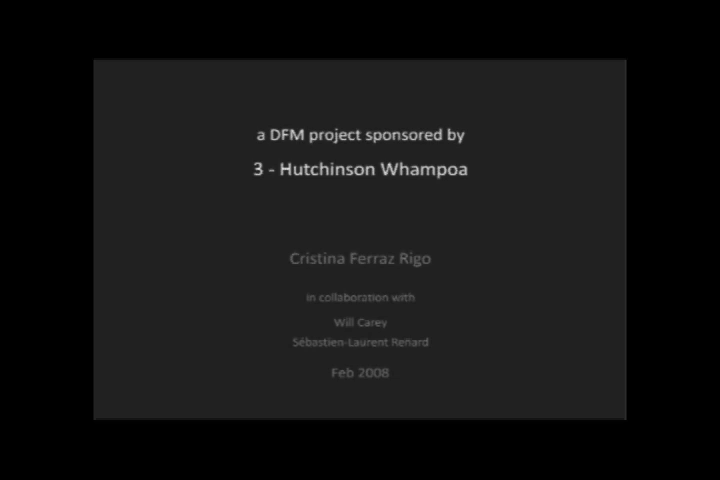 a DFM project sponsored by
3 - Hutchinson Whampoa
Cristina Ferraz Rigo
in collaboration with
Will Carey
Sébastien-Laurent Renard
Feb 2008